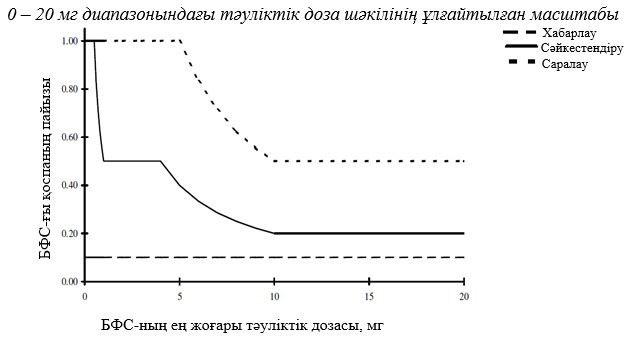 0 – 20 мг диапазонындағы тәуліктік доза шәкілінің ұлғайтылған масштабы
Хабарлау
Сәйкестендіру
Саралау
БФС-ғы қоспаның пайызы
1.00
0.80
0.60
0.40
0.20
0.00
0 5 10 15 20
БФС-ның ең жоғары тәуліктік дозасы, мг